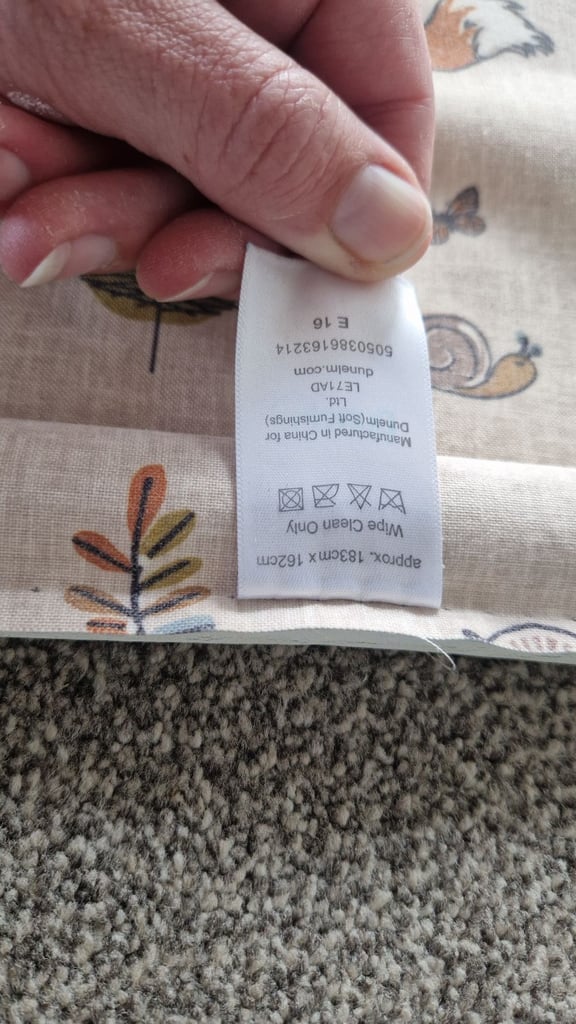 approx. 183cm x 162cm
Wipe Clean Only
Manufactured in China for
Dunelm(Soft Furnishings)
Ltd.
LE71AD
dunelm.com
5050386163214
E 16